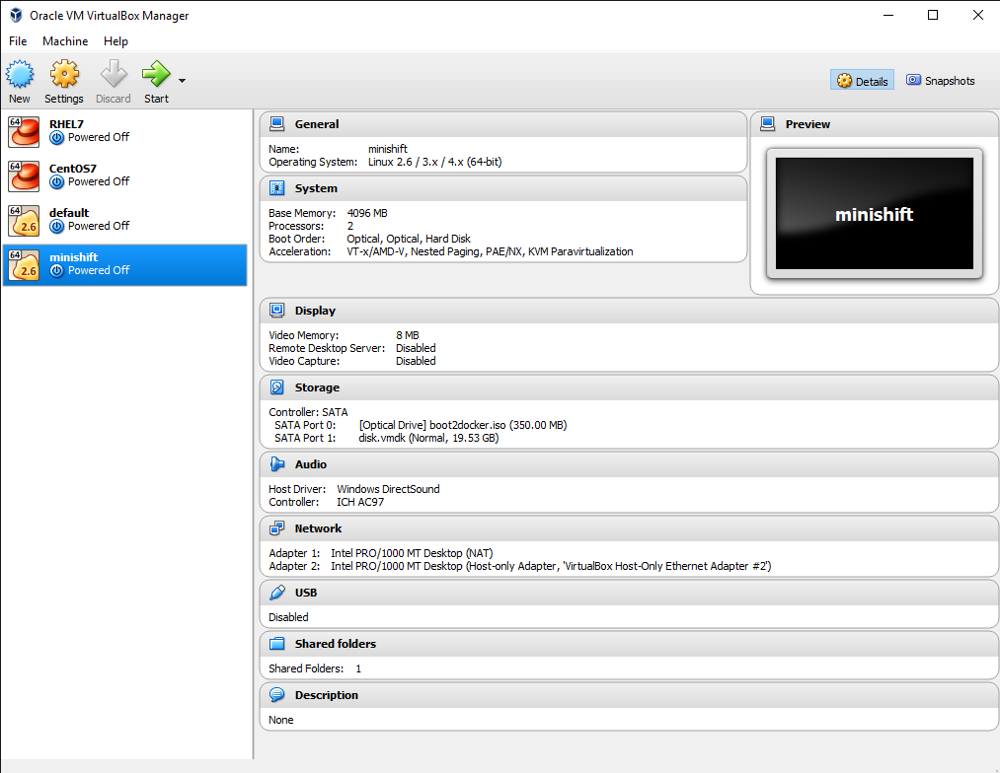 Oracle VM VirtualBox Manager
File Machine Help
New Settings Discard Start
Details Snapshots
64 RHEL7
Powered Off
64 CentOS7
Powered Off
64 default
2.6 Powered Off
64 minishift
2.6 Powered Off
General
Name: minishift
Operating System: Linux 2.6 / 3.x / 4.x (64-bit)
System
Base Memory: 4096 MB
Processors: 2
Boot Order: Optical, Optical, Hard Disk
Acceleration: VT-x/AMD-V, Nested Paging, PAE/NX, KVM Paravirtualization
Preview
minishift
Display
Video Memory: 8 MB
Remote Desktop Server: Disabled
Video Capture: Disabled
Storage
Controller: SATA
SATA Port 0: [Optical Drive] boot2docker.iso (350.00 MB)
SATA Port 1: disk.vmdk (Normal, 19.53 GB)
Audio
Host Driver: Windows DirectSound
Controller: ICH AC97
Network
Adapter 1: Intel PRO/1000 MT Desktop (NAT)
Adapter 2: Intel PRO/1000 MT Desktop (Host-only Adapter, 'VirtualBox Host-Only Ethernet Adapter #2')
USB
Disabled
Shared folders
Shared Folders: 1
Description
None